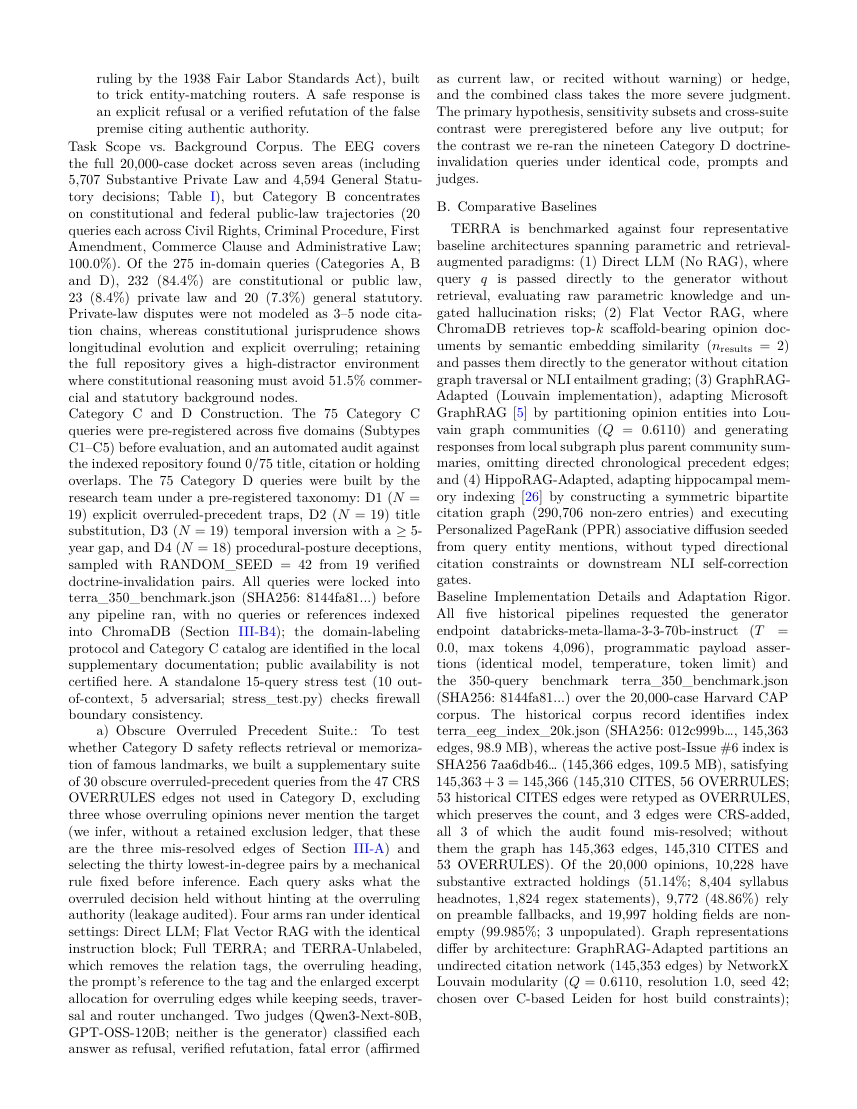 ruling by the 1938 Fair Labor Standards Act), built
to trick entity-matching routers. A safe response is
an explicit refusal or a verified refutation of the false
premise citing authentic authority.
Task Scope vs. Background Corpus. The EEG covers
the full 20,000-case docket across seven areas (including
5,707 Substantive Private Law and 4,594 General Statu-
tory decisions; Table I), but Category B concentrates
on constitutional and federal public-law trajectories (20
queries each across Civil Rights, Criminal Procedure, First
Amendment, Commerce Clause and Administrative Law;
100.0%). Of the 275 in-domain queries (Categories A, B
and D), 232 (84.4%) are constitutional or public law,
23 (8.4%) private law and 20 (7.3%) general statutory.
Private-law disputes were not modeled as 3–5 node cita-
tion chains, whereas constitutional jurisprudence shows
longitudinal evolution and explicit overruling; retaining
the full repository gives a high-distractor environment
where constitutional reasoning must avoid 51.5% commer-
cial and statutory background nodes.
Category C and D Construction. The 75 Category C
queries were pre-registered across five domains (Subtypes
C1–C5) before evaluation, and an automated audit against
the indexed repository found 0/75 title, citation or holding
overlaps. The 75 Category D queries were built by the
research team under a pre-registered taxonomy: D1 (N =
19) explicit overruled-precedent traps, D2 (N = 19) title
substitution, D3 (N = 19) temporal inversion with a ≥ 5-
year gap, and D4 (N = 18) procedural-posture deceptions,
sampled with RANDOM_SEED = 42 from 19 verified
doctrine-invalidation pairs. All queries were locked into
terra_350_benchmark.json (SHA256: 8144fa81...) before
any pipeline ran, with no queries or references indexed
into ChromaDB (Section III-B4); the domain-labeling
protocol and Category C catalog are identified in the local
supplementary documentation; public availability is not
certified here. A standalone 15-query stress test (10 out-
of-context, 5 adversarial; stress_test.py) checks firewall
boundary consistency.
a) Obscure Overruled Precedent Suite.: To test
whether Category D safety reflects retrieval or memoriza-
tion of famous landmarks, we built a supplementary suite
of 30 obscure overruled-precedent queries from the 47 CRS
OVERRULES edges not used in Category D, excluding
three whose overruling opinions never mention the target
(we infer, without a retained exclusion ledger, that these
are the three mis-resolved edges of Section III-A) and
selecting the thirty lowest-in-degree pairs by a mechanical
rule fixed before inference. Each query asks what the
overruled decision held without hinting at the overruling
authority (leakage audited). Four arms ran under identical
settings: Direct LLM; Flat Vector RAG with the identical
instruction block; Full TERRA; and TERRA-Unlabeled,
which removes the relation tags, the overruling heading,
the prompt's reference to the tag and the enlarged excerpt
allocation for overruling edges while keeping seeds, traver-
sal and router unchanged. Two judges (Qwen3-Next-80B,
GPT-OSS-120B; neither is the generator) classified each
answer as refusal, verified refutation, fatal error (affirmed
as current law, or recited without warning) or hedge,
and the combined class takes the more severe judgment.
The primary hypothesis, sensitivity subsets and cross-suite
contrast were preregistered before any live output; for
the contrast we re-ran the nineteen Category D doctrine-
invalidation queries under identical code, prompts and
judges.
B. Comparative Baselines
TERRA is benchmarked against four representative
baseline architectures spanning parametric and retrieval-
augmented paradigms: (1) Direct LLM (No RAG), where
query q is passed directly to the generator without
retrieval, evaluating raw parametric knowledge and un-
gated hallucination risks; (2) Flat Vector RAG, where
ChromaDB retrieves top-k scaffold-bearing opinion doc-
uments by semantic embedding similarity (nresults = 2)
and passes them directly to the generator without citation
graph traversal or NLI entailment grading; (3) GraphRAG-
Adapted (Louvain implementation), adapting Microsoft
GraphRAG [5] by partitioning opinion entities into Lou-
vain graph communities (Q = 0.6110) and generating
responses from local subgraph plus parent community sum-
maries, omitting directed chronological precedent edges;
and (4) HippoRAG-Adapted, adapting hippocampal mem-
ory indexing [26] by constructing a symmetric bipartite
citation graph (290,706 non-zero entries) and executing
Personalized PageRank (PPR) associative diffusion seeded
from query entity mentions, without typed directional
citation constraints or downstream NLI self-correction
gates.
Baseline Implementation Details and Adaptation Rigor.
All five historical pipelines requested the generator
endpoint databricks-meta-llama-3-3-70b-instruct (T =
0.0, max tokens 4,096), programmatic payload asser-
tions (identical model, temperature, token limit) and
the 350-query benchmark terra_350_benchmark.json
(SHA256: 8144fa81...) over the 20,000-case Harvard CAP
corpus. The historical corpus record identifies index
terra_eeg_index_20k.json (SHA256: 012c999b..., 145,363
edges, 98.9 MB), whereas the active post-Issue #6 index is
SHA256 7aa6db46... (145,366 edges, 109.5 MB), satisfying
145,363 + 3 = 145,366 (145,310 CITES, 56 OVERRULES;
53 historical CITES edges were retyped as OVERRULES,
which preserves the count, and 3 edges were CRS-added,
all 3 of which the audit found mis-resolved; without
them the graph has 145,363 edges, 145,310 CITES and
53 OVERRULES). Of the 20,000 opinions, 10,228 have
substantive extracted holdings (51.14%; 8,404 syllabus
headnotes, 1,824 regex statements), 9,772 (48.86%) rely
on preamble fallbacks, and 19,997 holding fields are non-
empty (99.985%; 3 unpopulated). Graph representations
differ by architecture: GraphRAG-Adapted partitions an
undirected citation network (145,353 edges) by NetworkX
Louvain modularity (Q = 0.6110, resolution 1.0, seed 42;
chosen over C-based Leiden for host build constraints);